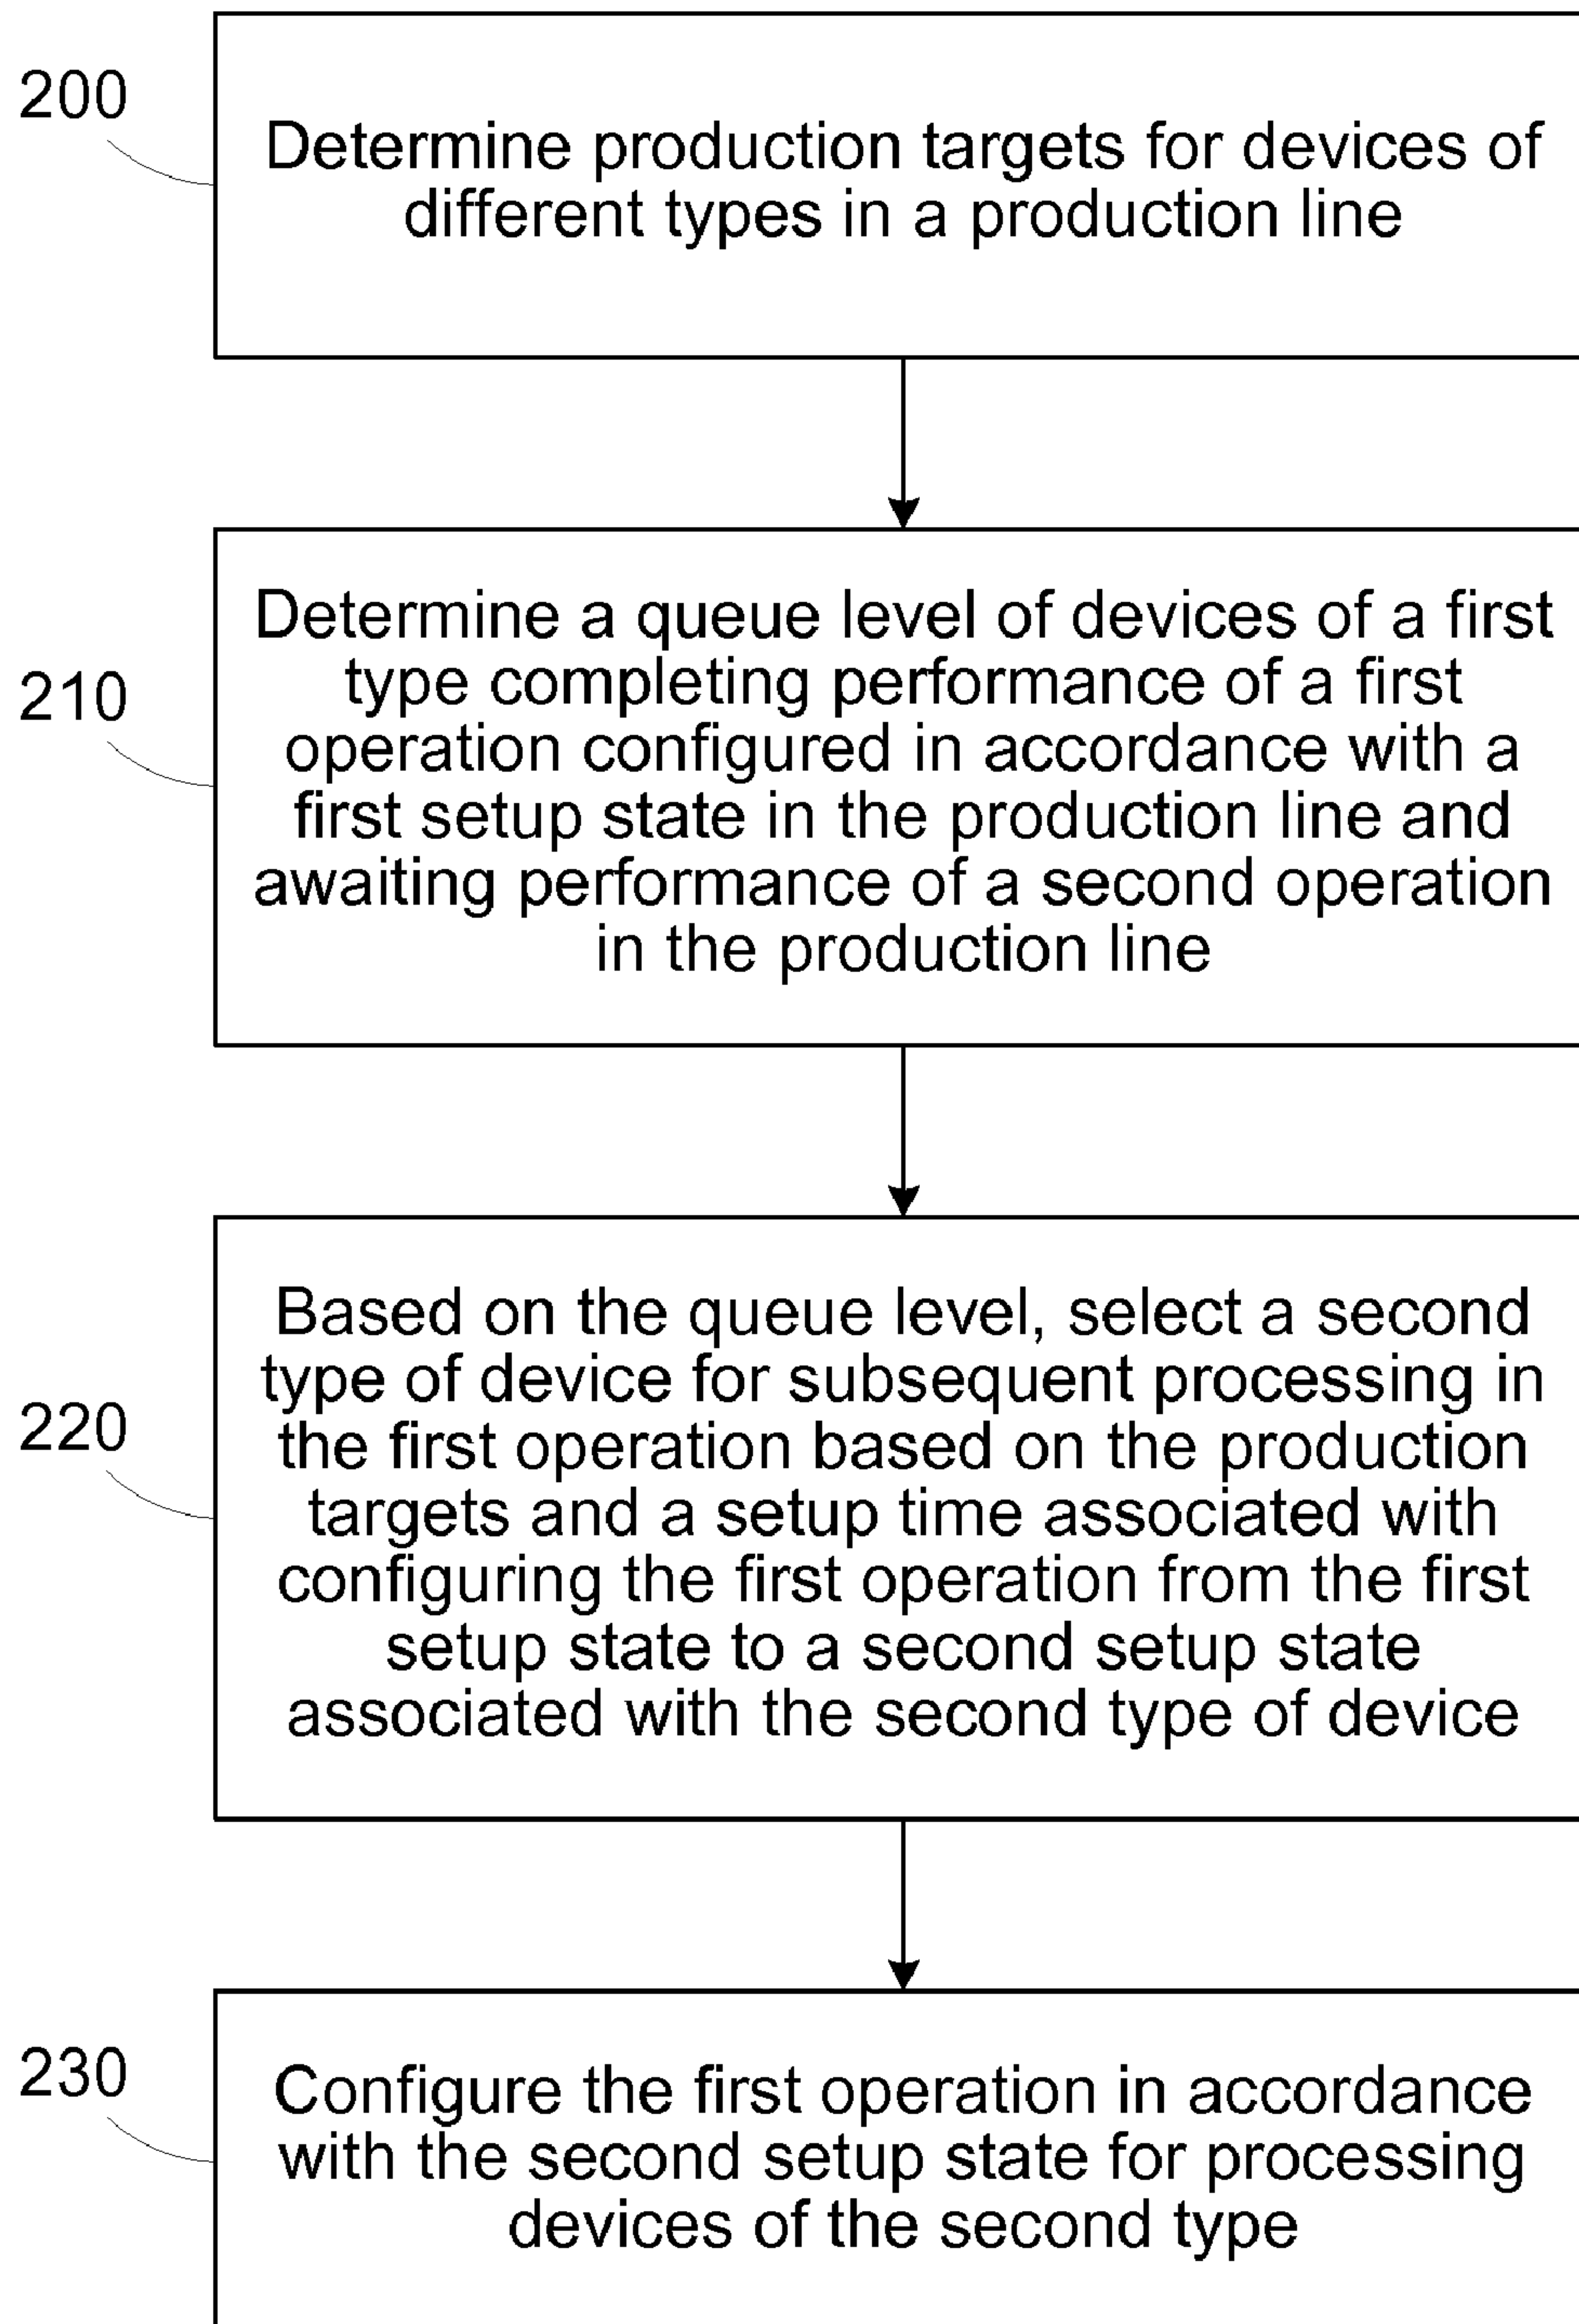 200
Determine production targets for devices of
different types in a production line
210
Determine a queue level of devices of a first
type completing performance of a first
operation configured in accordance with a
first setup state in the production line and
awaiting performance of a second operation
in the production line
220
Based on the queue level, select a second
type of device for subsequent processing in
the first operation based on the production
targets and a setup time associated with
configuring the first operation from the first
setup state to a second setup state
associated with the second type of device
230
Configure the first operation in accordance
with the second setup state for processing
devices of the second type